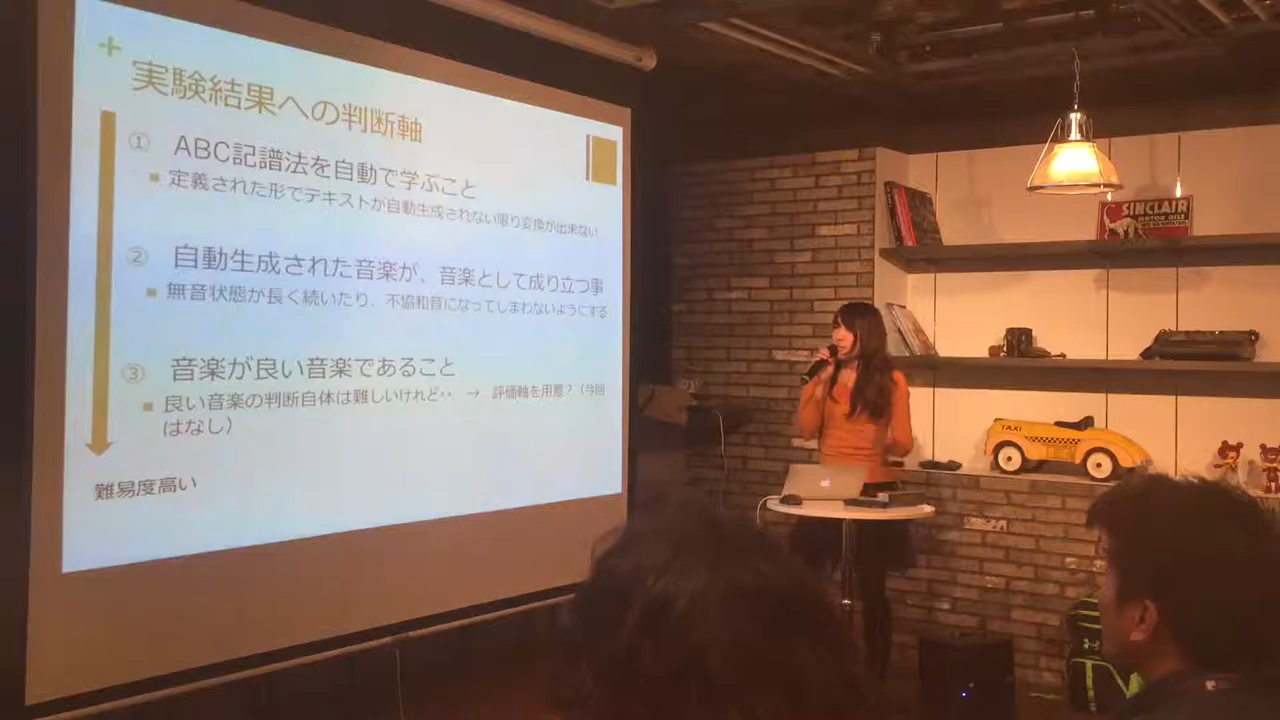 実験結果への判断軸
① ABC記譜法を自動で学ぶこと
定義された形でテキストが自動生成されない限り変換が出来ない
② 自動生成された音楽が、音楽として成り立つ事
無音状態が長く続いたり、不協和音になってしまわないようにする
③ 音楽が良い音楽であること
良い音楽の判断自体は難しいけれど‥ → 評価軸を用意？（今回
はなし）
難易度高い
SINCLAIR
MOTOR OILS
TAXI